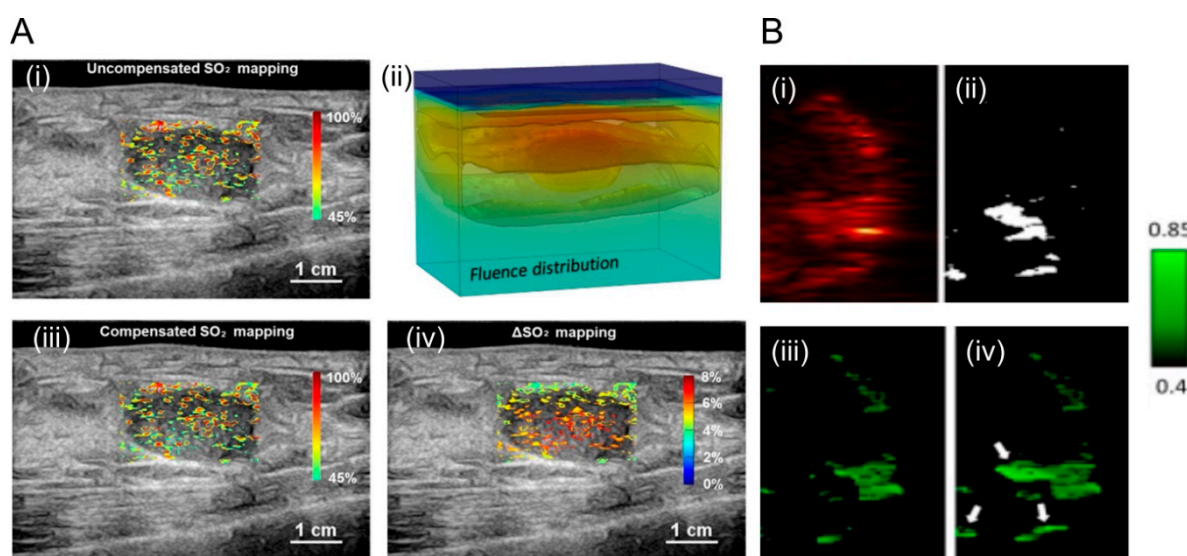 A
B
(i)
Uncompensated SO₂ mapping
100%
45%
1 cm
(ii)
Fluence distribution
(i)
(ii)
(iii)
Compensated SO₂ mapping
100%
45%
1 cm
(iv)
ΔSO₂ mapping
8%
6%
4%
2%
0%
1 cm
(iii)
(iv)
0.85
0.4